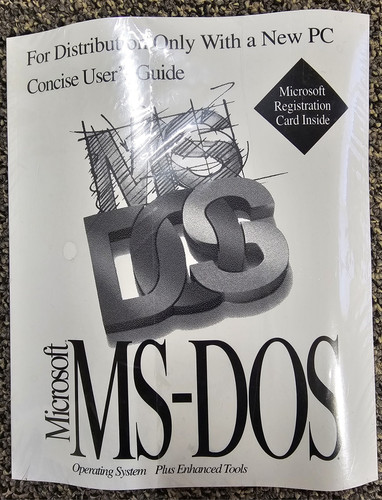 For Distribution Only With a New PC
Concise User's Guide
Microsoft
Registration
Card Inside
MS
DOS
Microsoft
MS-DOS
Operating System Plus Enhanced Tools